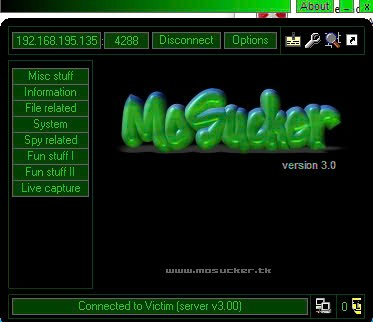 About _ x
192.168.195.135 : 4288 Disconnect Options
Misc stuff
Information
File related
System
Spy related
Fun stuff I
Fun stuff II
Live capture
MoSucker
version 3.0
www.mosucker.tk
Connected to Victim (server v3.00) 0